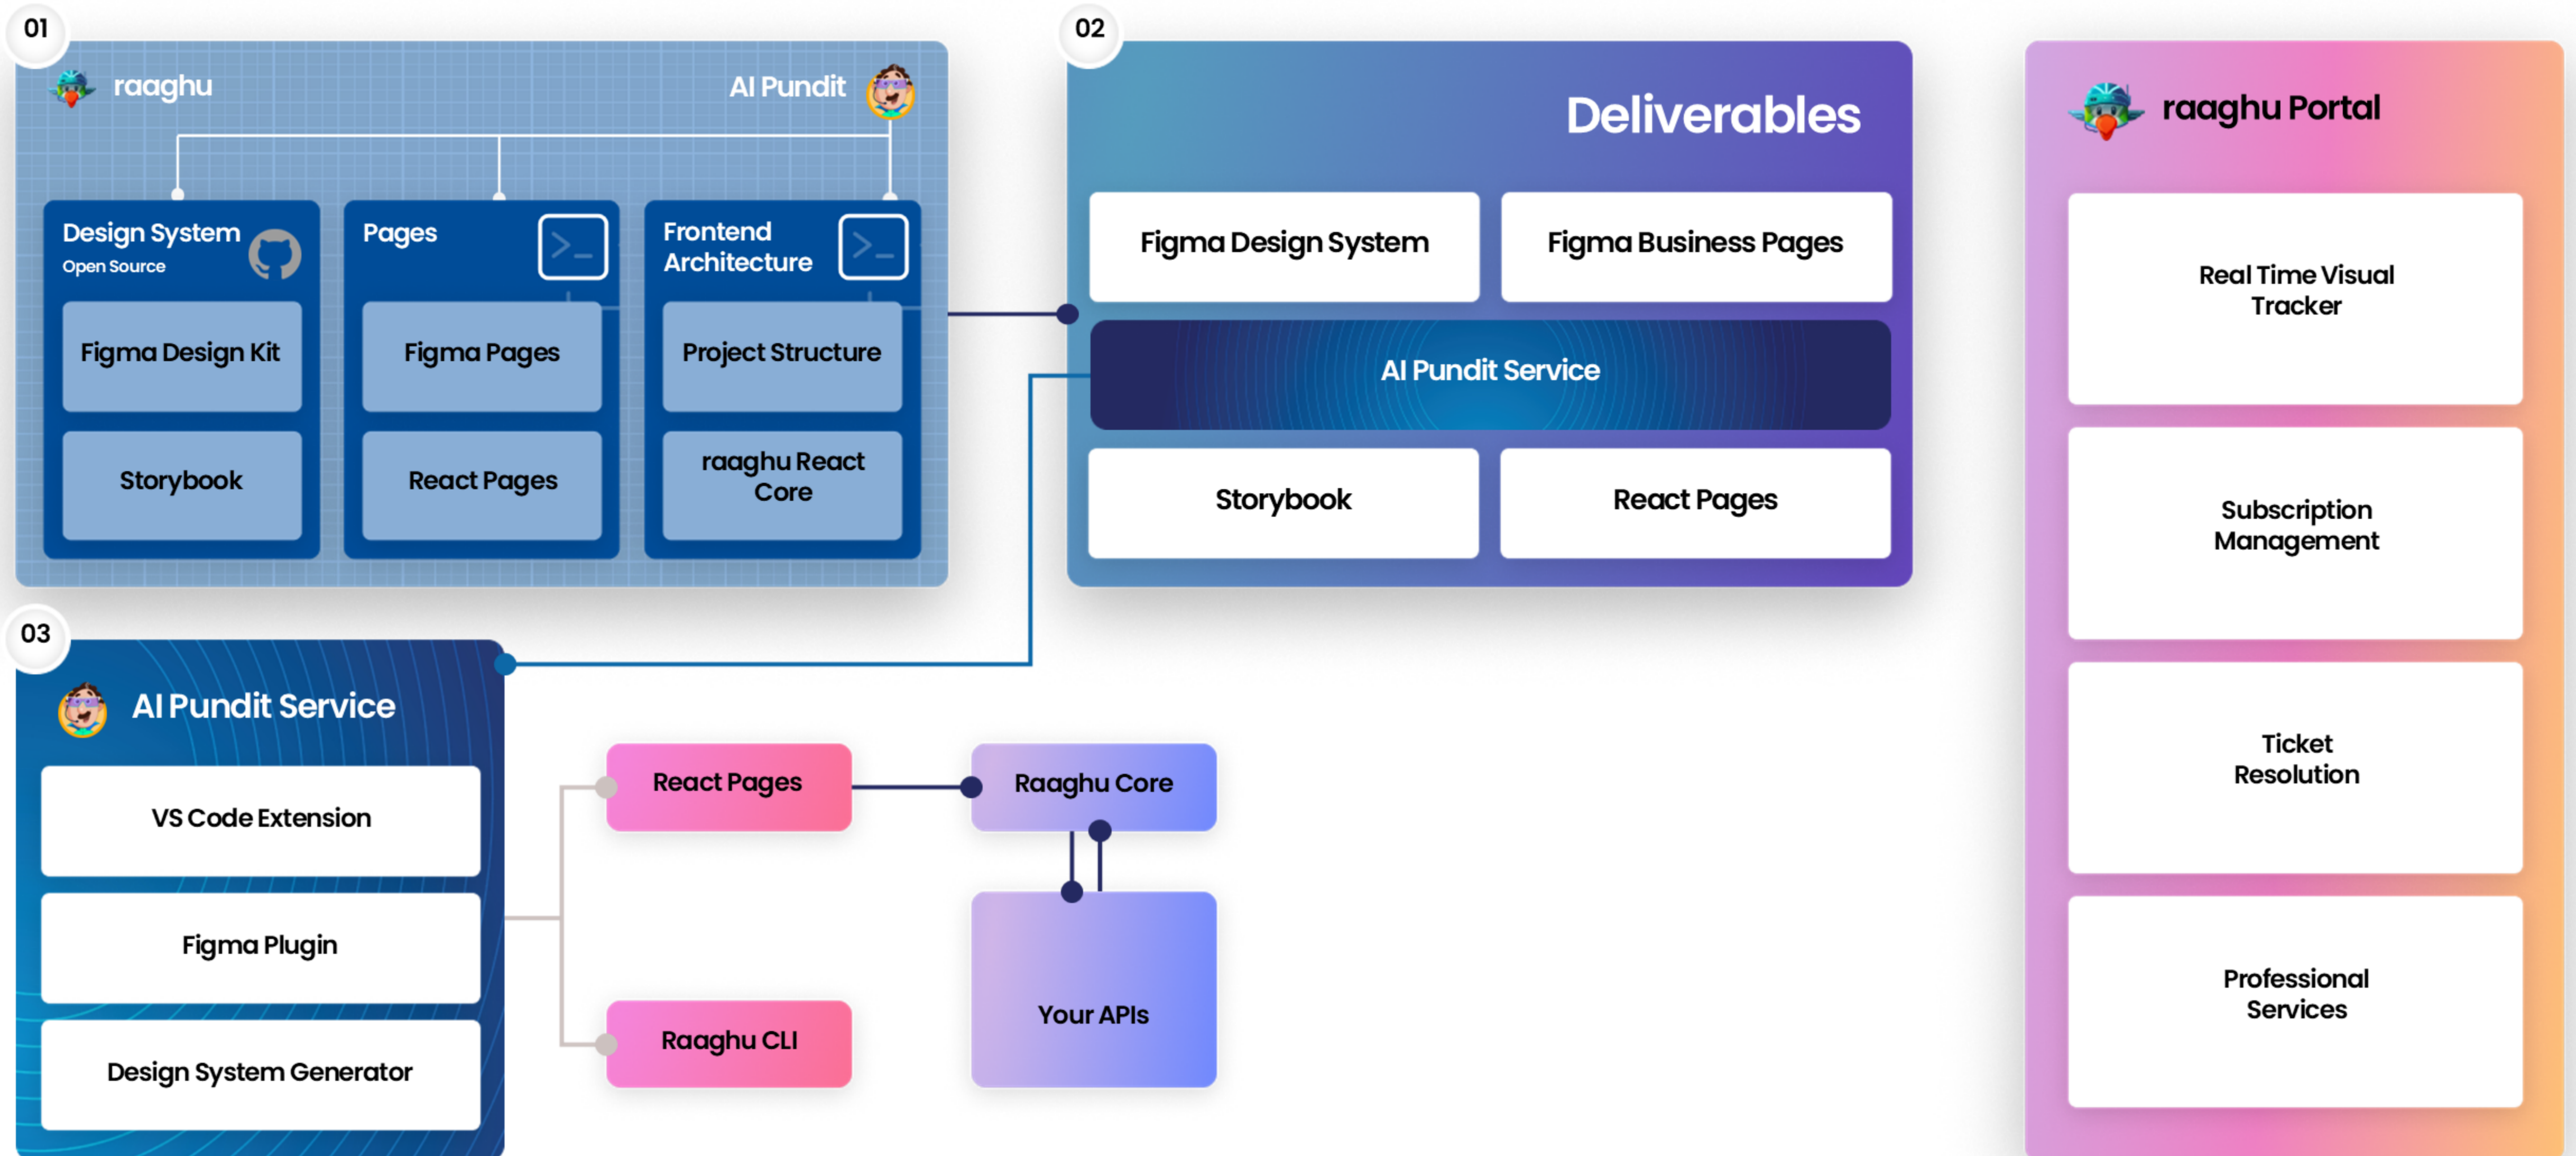 01
raaghu
AI Pundit
Design System
Open Source
Figma Design Kit
Storybook
Pages
>_
Figma Pages
React Pages
Frontend
Architecture
>_
Project Structure
raaghu React
Core
02
Deliverables
Figma Design System
Figma Business Pages
AI Pundit Service
Storybook
React Pages
03
AI Pundit Service
VS Code Extension
Figma Plugin
Design System Generator
React Pages
Raaghu CLI
Raaghu Core
Your APIs
raaghu Portal
Real Time Visual
Tracker
Subscription
Management
Ticket
Resolution
Professional
Services